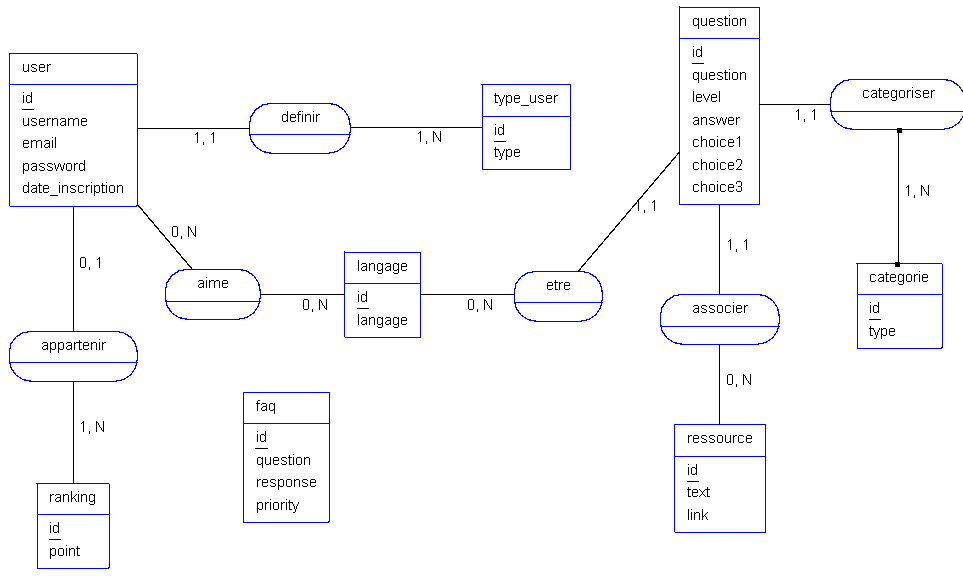 user
id
username
email
password
date_inscription
1, 1
definir
1, N
type_user
id
type
question
id
question
level
answer
choice1
choice2
choice3
1, 1
categoriser
1, N
categorie
id
type
0, N
aime
0, N
langage
id
langage
0, N
etre
1, 1
1, 1
associer
0, N
ressource
id
text
link
0, 1
appartenir
1, N
ranking
id
point
faq
id
question
response
priority